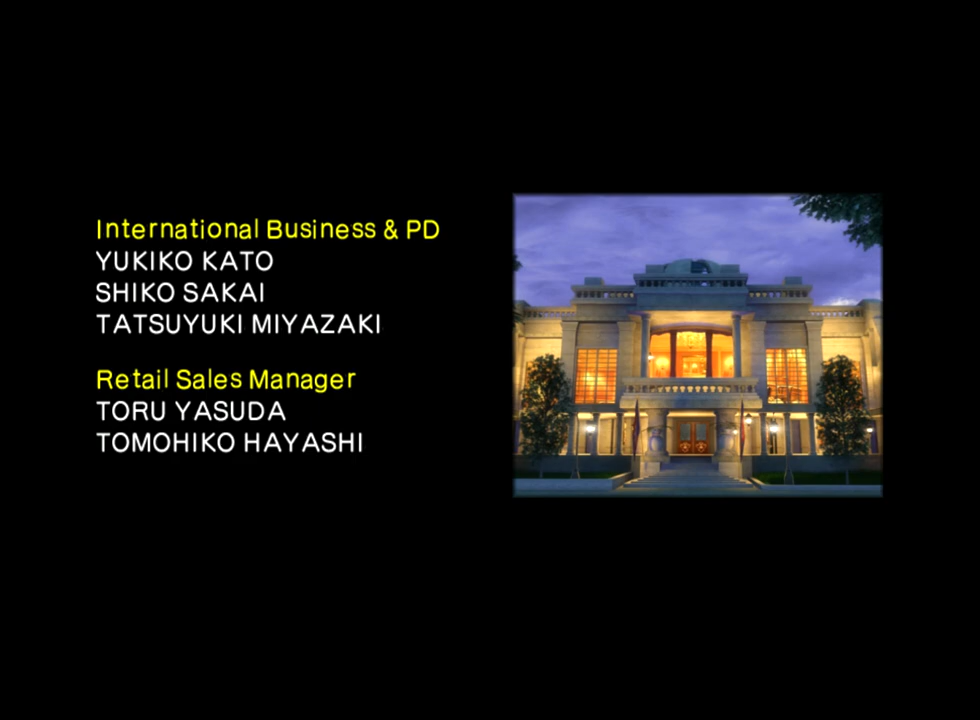 International Business & PD
YUKIKO KATO
SHIKO SAKAI
TATSUYUKI MIYAZAKI
Retail Sales Manager
TORU YASUDA
TOMOHIKO HAYASHI